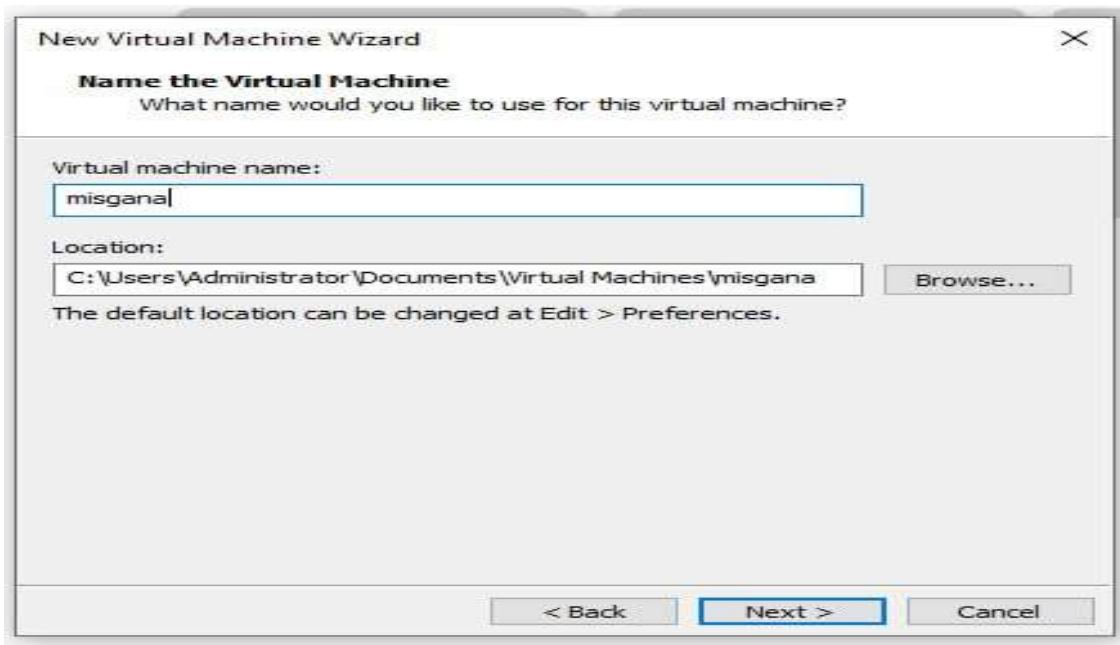 New Virtual Machine Wizard
Name the Virtual Machine
What name would you like to use for this virtual machine?
Virtual machine name:
misgana
Location:
C:\Users\Administrator\Documents\Virtual Machines\misgana
Browse...
The default location can be changed at Edit > Preferences.
< Back Next > Cancel